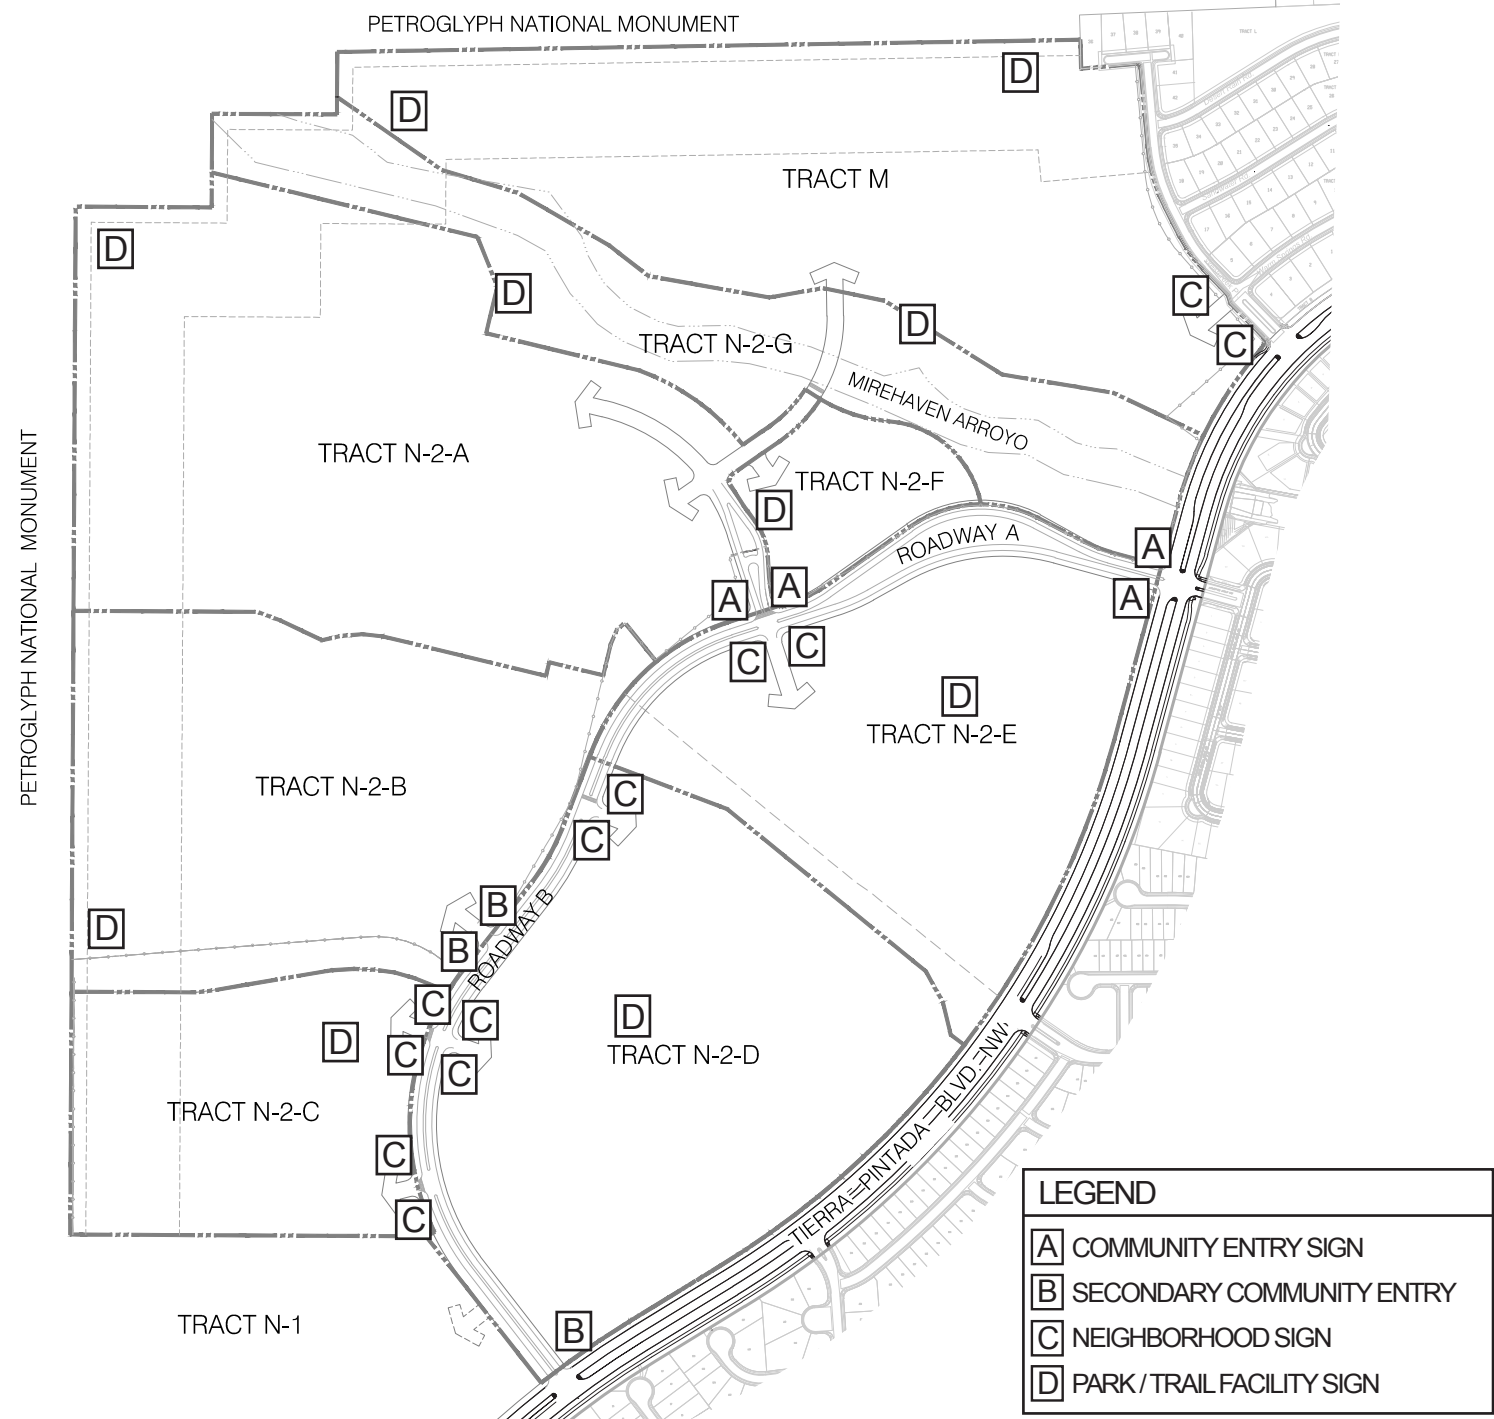 PETROGLYPH NATIONAL MONUMENT
D
D
TRACT L
TRACT M
D
D
C
D
C
TRACT N-2-G
MIREHAVEN ARROYO
PETROGLYPH NATIONAL MONUMENT
TRACT N-2-A
TRACT N-2-F
D
ROADWAY A
A
A
A
A
C
C
D
TRACT N-2-E
TRACT N-2-B
C
C
B
D
B
ROADWAY B
C
C
D
D
C
TRACT N-2-D
C
TRACT N-2-C
C
C
TIERRA PINTADA BLVD. NW
TRACT N-1
B
LEGEND
A COMMUNITY ENTRY SIGN
B SECONDARY COMMUNITY ENTRY
C NEIGHBORHOOD SIGN
D PARK / TRAIL FACILITY SIGN